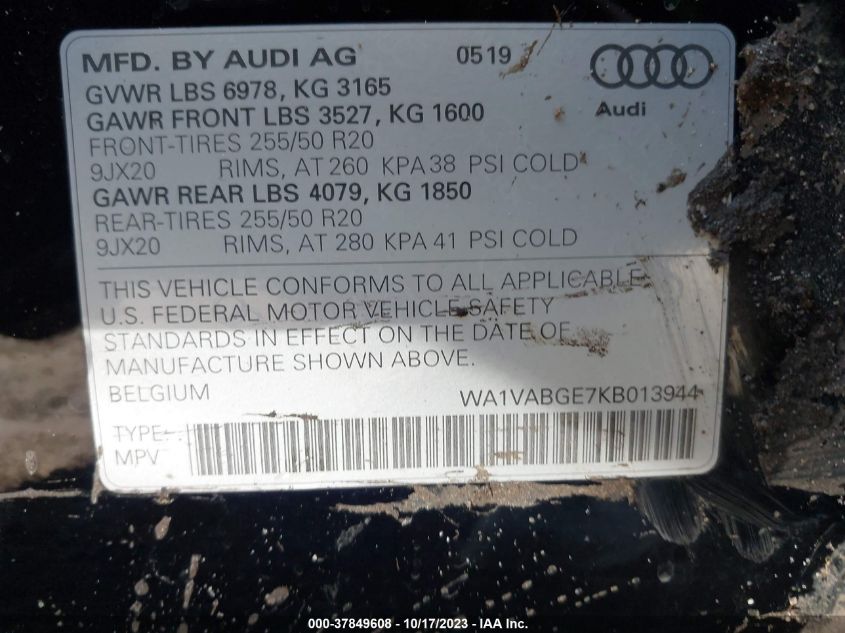 MFD. BY AUDI AG 0519
Audi
GVWR LBS 6978, KG 3165
GAWR FRONT LBS 3527, KG 1600
FRONT-TIRES 255/50 R20
9JX20 RIMS, AT 260 KPA 38 PSI COLD
GAWR REAR LBS 4079, KG 1850
REAR-TIRES 255/50 R20
9JX20 RIMS, AT 280 KPA 41 PSI COLD
THIS VEHICLE CONFORMS TO ALL APPLICABLE
U.S. FEDERAL MOTOR VEHICLE SAFETY
STANDARDS IN EFFECT ON THE DATE OF
MANUFACTURE SHOWN ABOVE.
BELGIUM WA1VABGE7KB013944
TYPE:
MPV
000-37849608 - 10/17/2023 - IAA Inc.